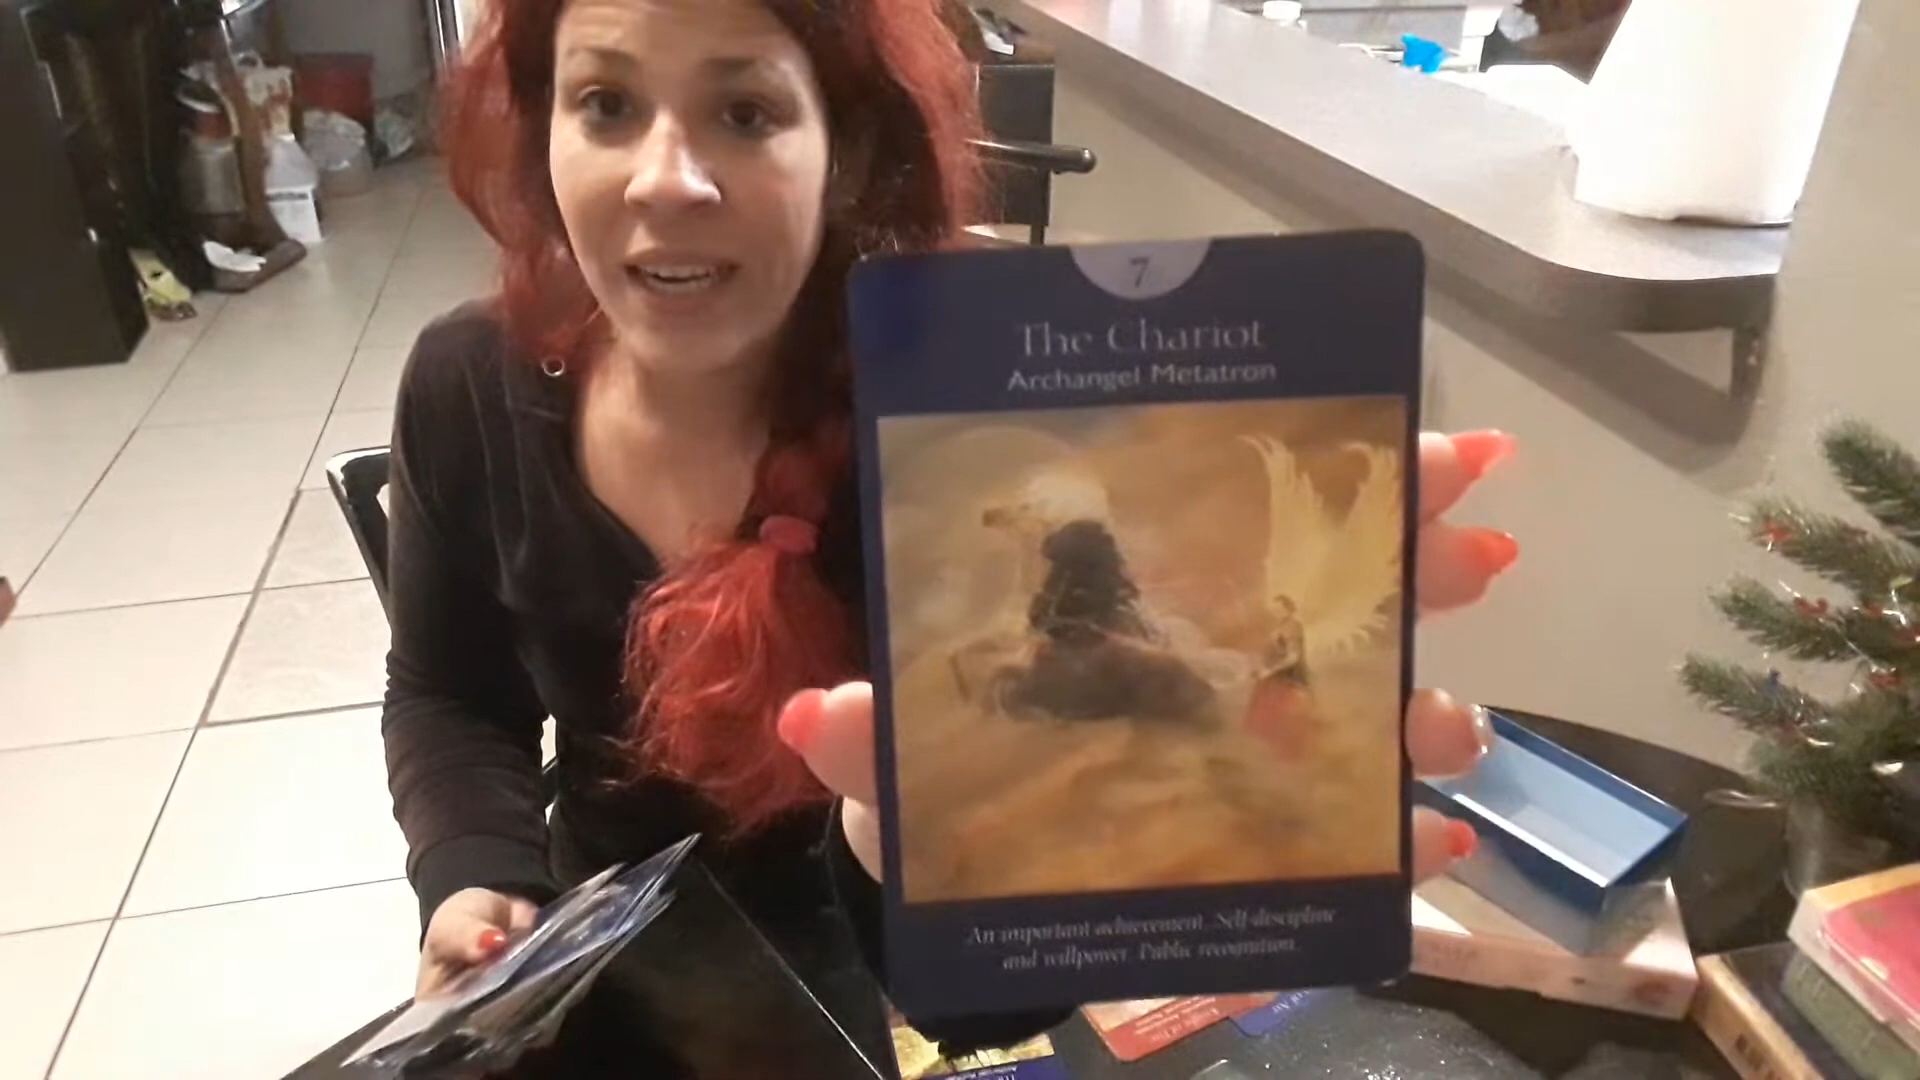 7
The Chariot
Archangel Metatron
An important achievement. Self-discipline
and willpower. Public recognition.